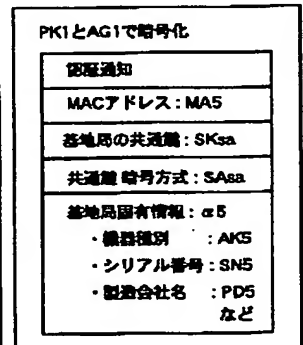 PK1とAG1で暗号化
認証通知
MACアドレス：MA5
基地局の共通鍵：SKsa
共通鍵 暗号方式：SAsa
基地局固有情報：α5
・機器種別 ：AK5
・シリアル番号：SN5
・製造会社名 ：PD5
など